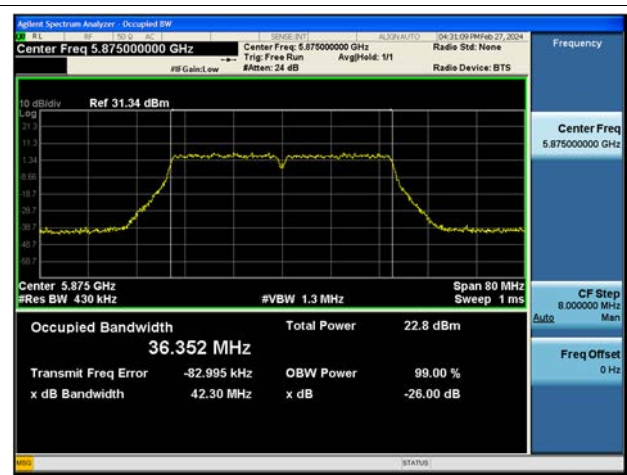 Agilent Spectrum Analyzer - Occupied BW
RL RF 50 Ω AC SENSE:INT ALIGN AUTO 04:31:09 PM Feb 27, 2024
Center Freq 5.875000000 GHz Center Freq: 5.875000000 GHz Radio Std: None
Trig: Free Run Avg|Hold: 1/1
#IFGain:Low #Atten: 24 dB Radio Device: BTS
Frequency
10 dB/div Ref 31.34 dBm
Log
21.3
11.3
1.34
-8.66
-18.7
-28.7
-38.7
-48.7
-58.7
Center 5.875 GHz Span 80 MHz
#Res BW 430 kHz #VBW 1.3 MHz Sweep 1 ms
Occupied Bandwidth Total Power 22.8 dBm
36.352 MHz
Transmit Freq Error -82.995 kHz OBW Power 99.00 %
x dB Bandwidth 42.30 MHz x dB -26.00 dB
Center Freq
5.875000000 GHz
CF Step
8.000000 MHz
Auto Man
Freq Offset
0 Hz
MSG STATUS